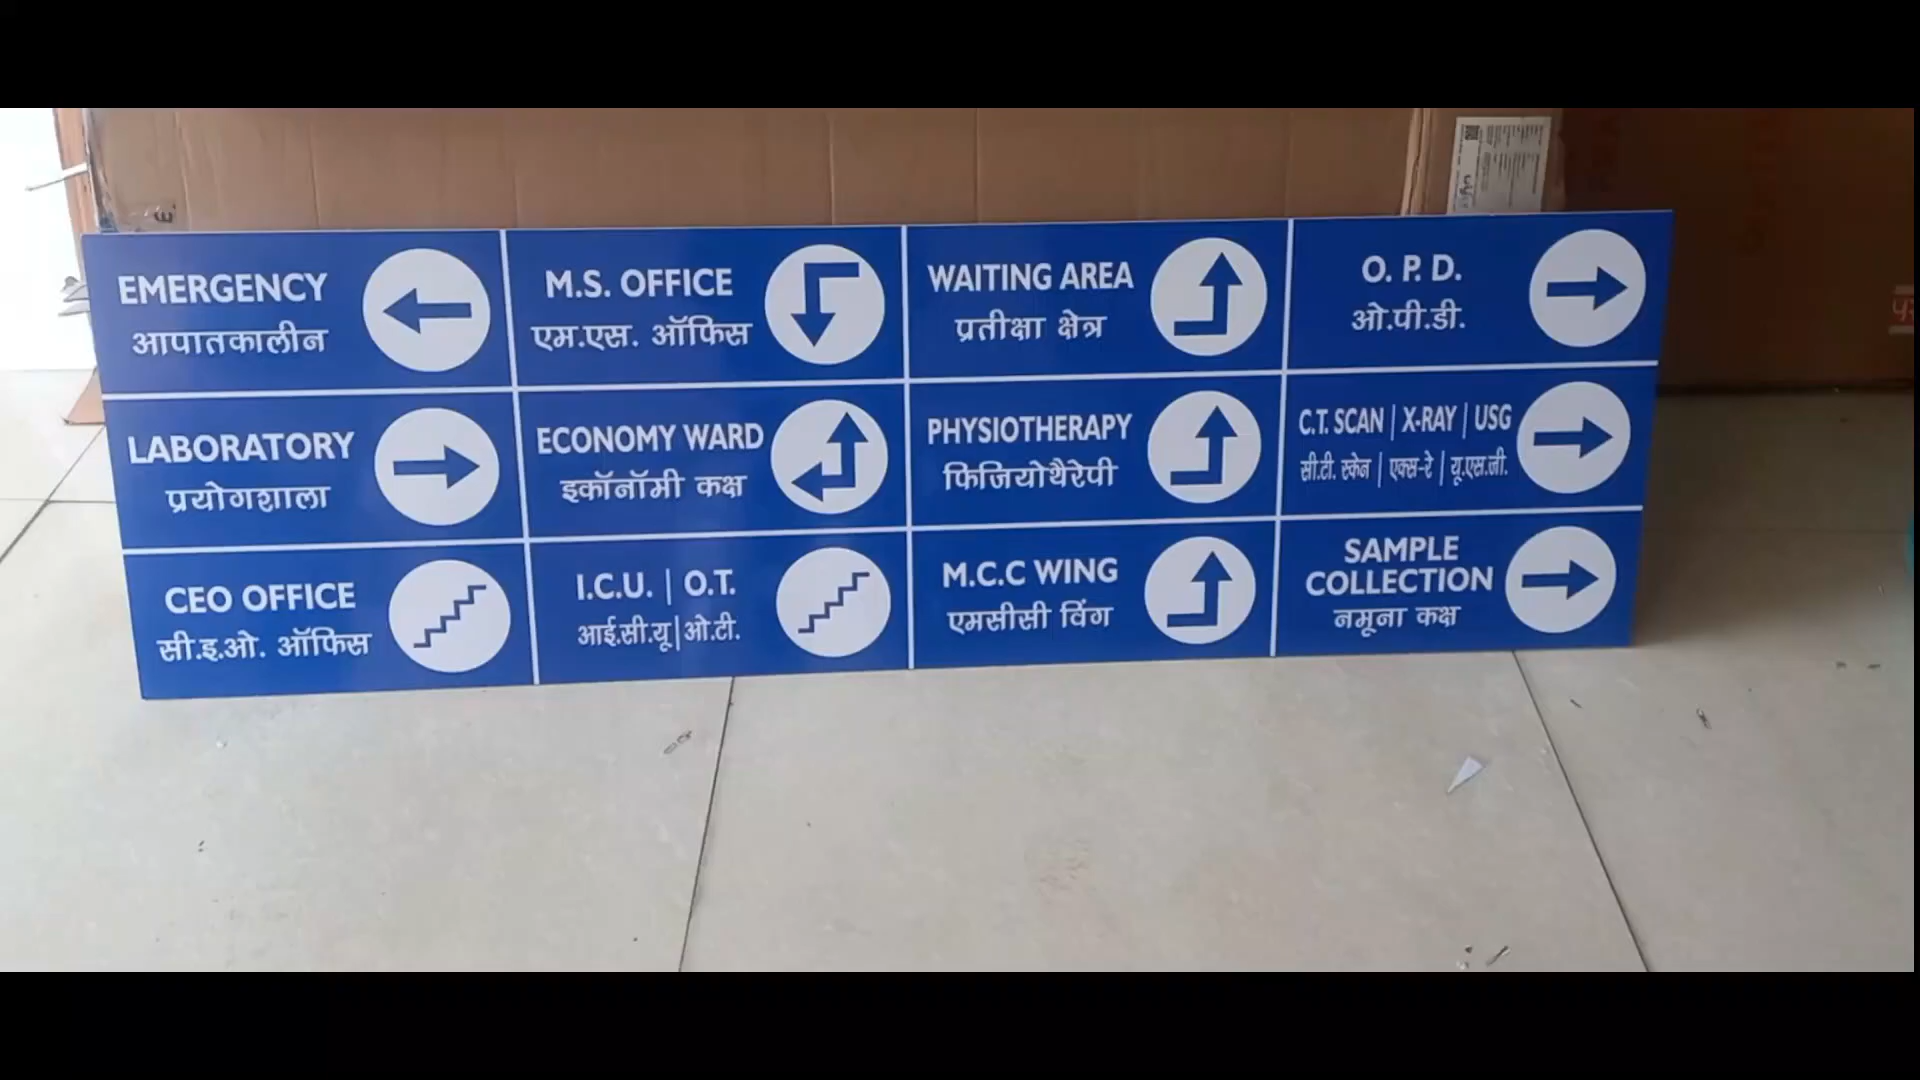 EMERGENCY
आपातकालीन
M.S. OFFICE
एम.एस. ऑफिस
WAITING AREA
प्रतीक्षा क्षेत्र
O. P. D.
ओ.पी.डी.
LABORATORY
प्रयोगशाला
ECONOMY WARD
इकॉनॉमी कक्ष
PHYSIOTHERAPY
फिजियोथैरेपी
C.T. SCAN | X-RAY | USG
सी.टी. स्केन | एक्स-रे | यू.एस.जी.
CEO OFFICE
सी.इ.ओ. ऑफिस
I.C.U. | O.T.
आई.सी.यू|ओ.टी.
M.C.C WING
एमसीसी विंग
SAMPLE
COLLECTION
नमूना कक्ष